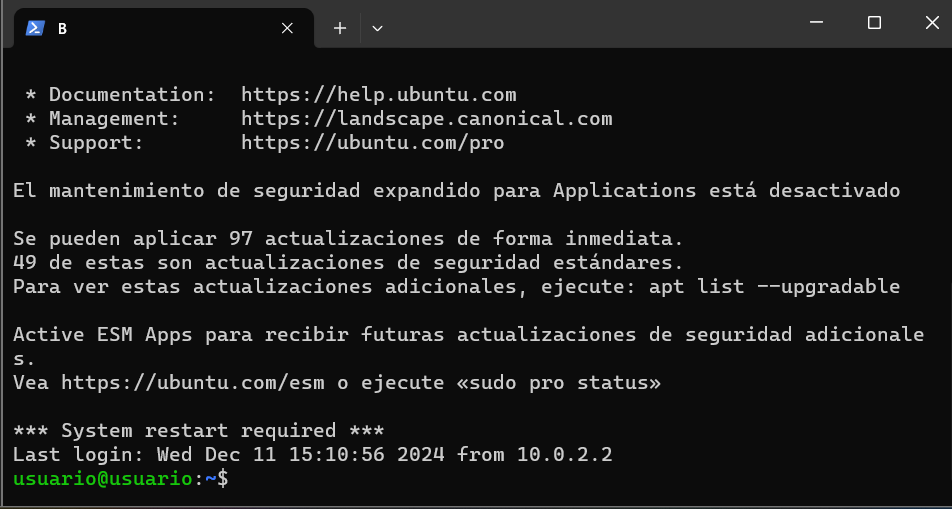 B
* Documentation:  https://help.ubuntu.com
* Management:     https://landscape.canonical.com
* Support:        https://ubuntu.com/pro
El mantenimiento de seguridad expandido para Applications está desactivado
Se pueden aplicar 97 actualizaciones de forma inmediata.
49 de estas son actualizaciones de seguridad estándares.
Para ver estas actualizaciones adicionales, ejecute: apt list --upgradable
Active ESM Apps para recibir futuras actualizaciones de seguridad adicionale
s.
Vea https://ubuntu.com/esm o ejecute «sudo pro status»
*** System restart required ***
Last login: Wed Dec 11 15:10:56 2024 from 10.0.2.2
usuario@usuario:~$